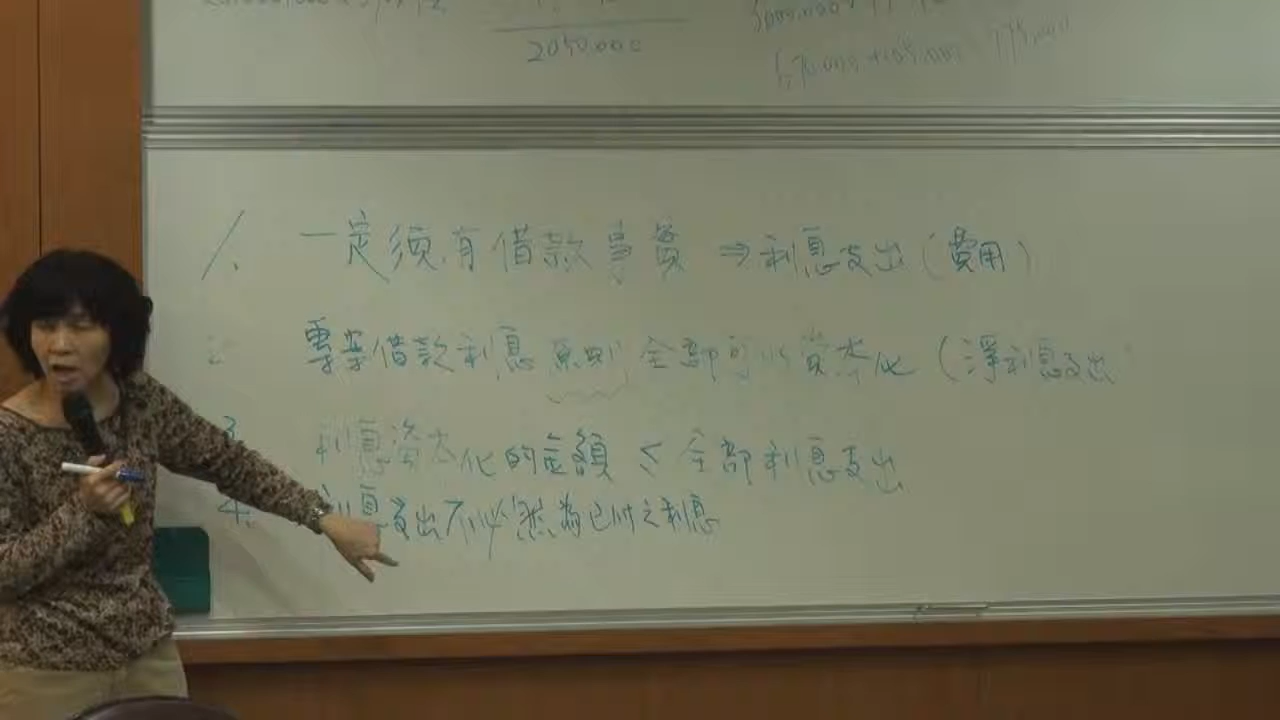 2050.000
1. 一定須有借款事實 ⇒ 利息支出 (費用)
2. 專案借款利息原則全部可以資本化 (淨利息支出
3. 利息資本化的金額 ≤ 全部利息支出
4. 利息支出不必然為已付之利息